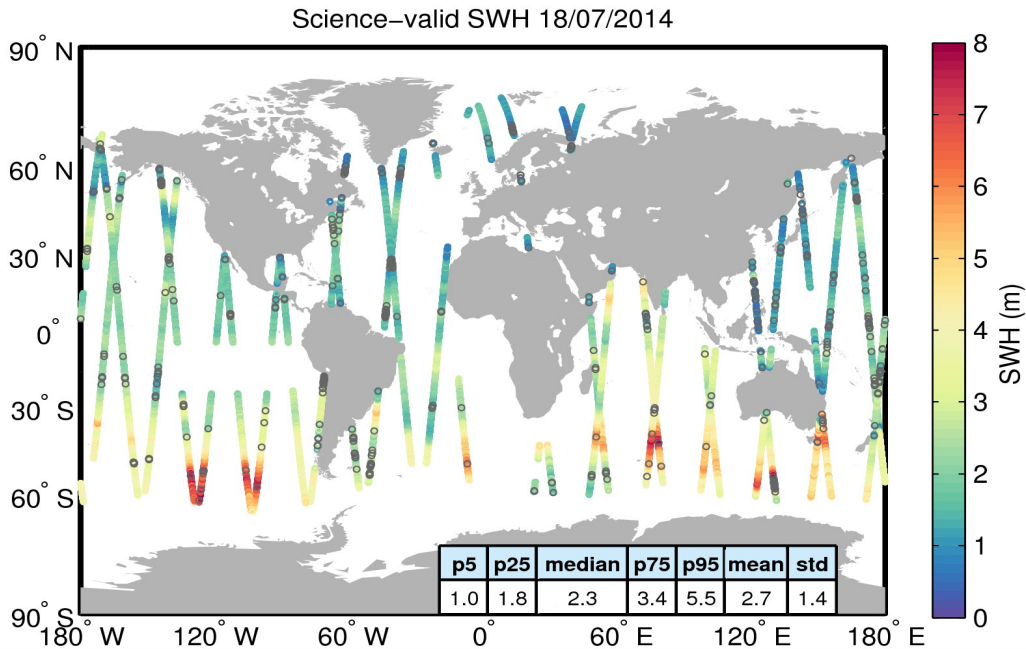 Science−valid SWH 18/07/2014
90° N
60° N
30° N
0°
30° S
60° S
90° S
180° W
120° W
60° W
0°
60° E
120° E
180° E
p5 p25 median p75 p95 mean std
1.0 1.8 2.3 3.4 5.5 2.7 1.4
8
7
6
5
4
3
2
1
0
SWH (m)